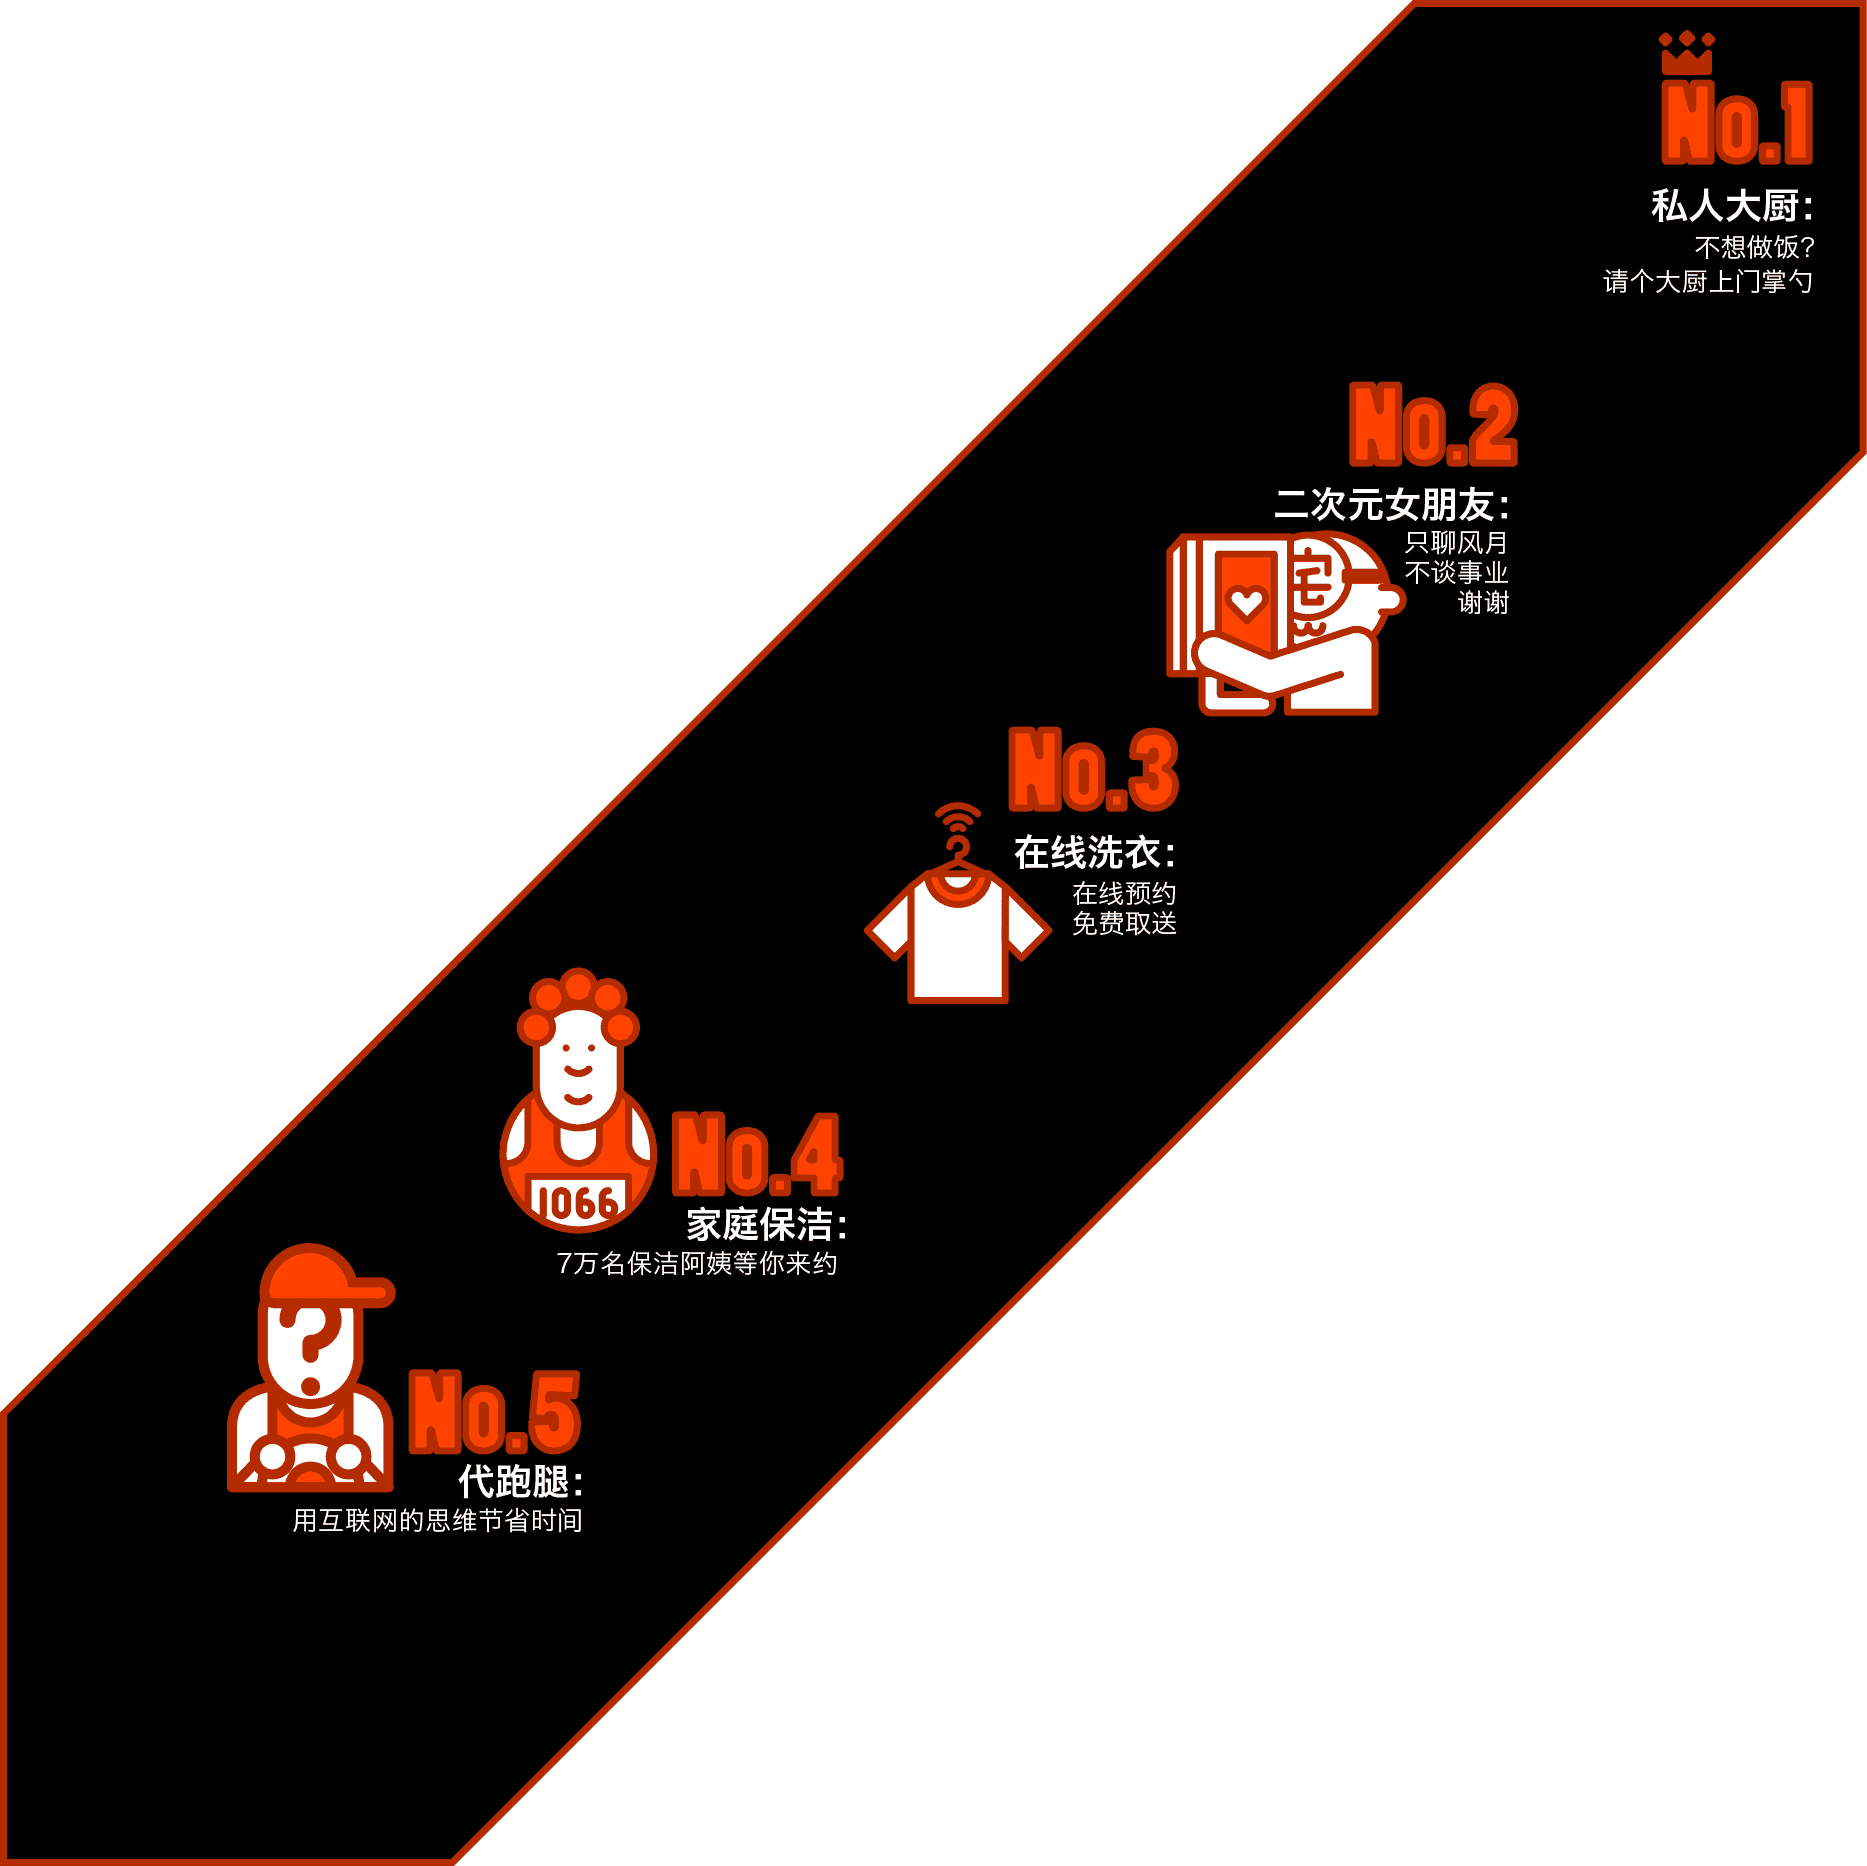 No.1
私人大厨：
不想做饭？
请个大厨上门掌勺
No.2
二次元女朋友：
只聊风月
不谈事业
谢谢
宅
No.3
在线洗衣：
在线预约
免费取送
No.4
1066
家庭保洁：
7万名保洁阿姨等你来约
No.5
代跑腿：
用互联网的思维节省时间